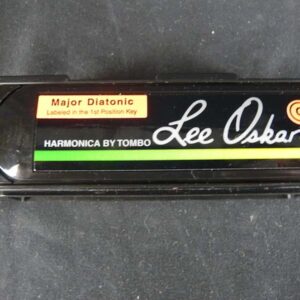 Major Diatonic
Labeled in the 1st Position Key
Lee Oskar
HARMONICA BY TOMBO